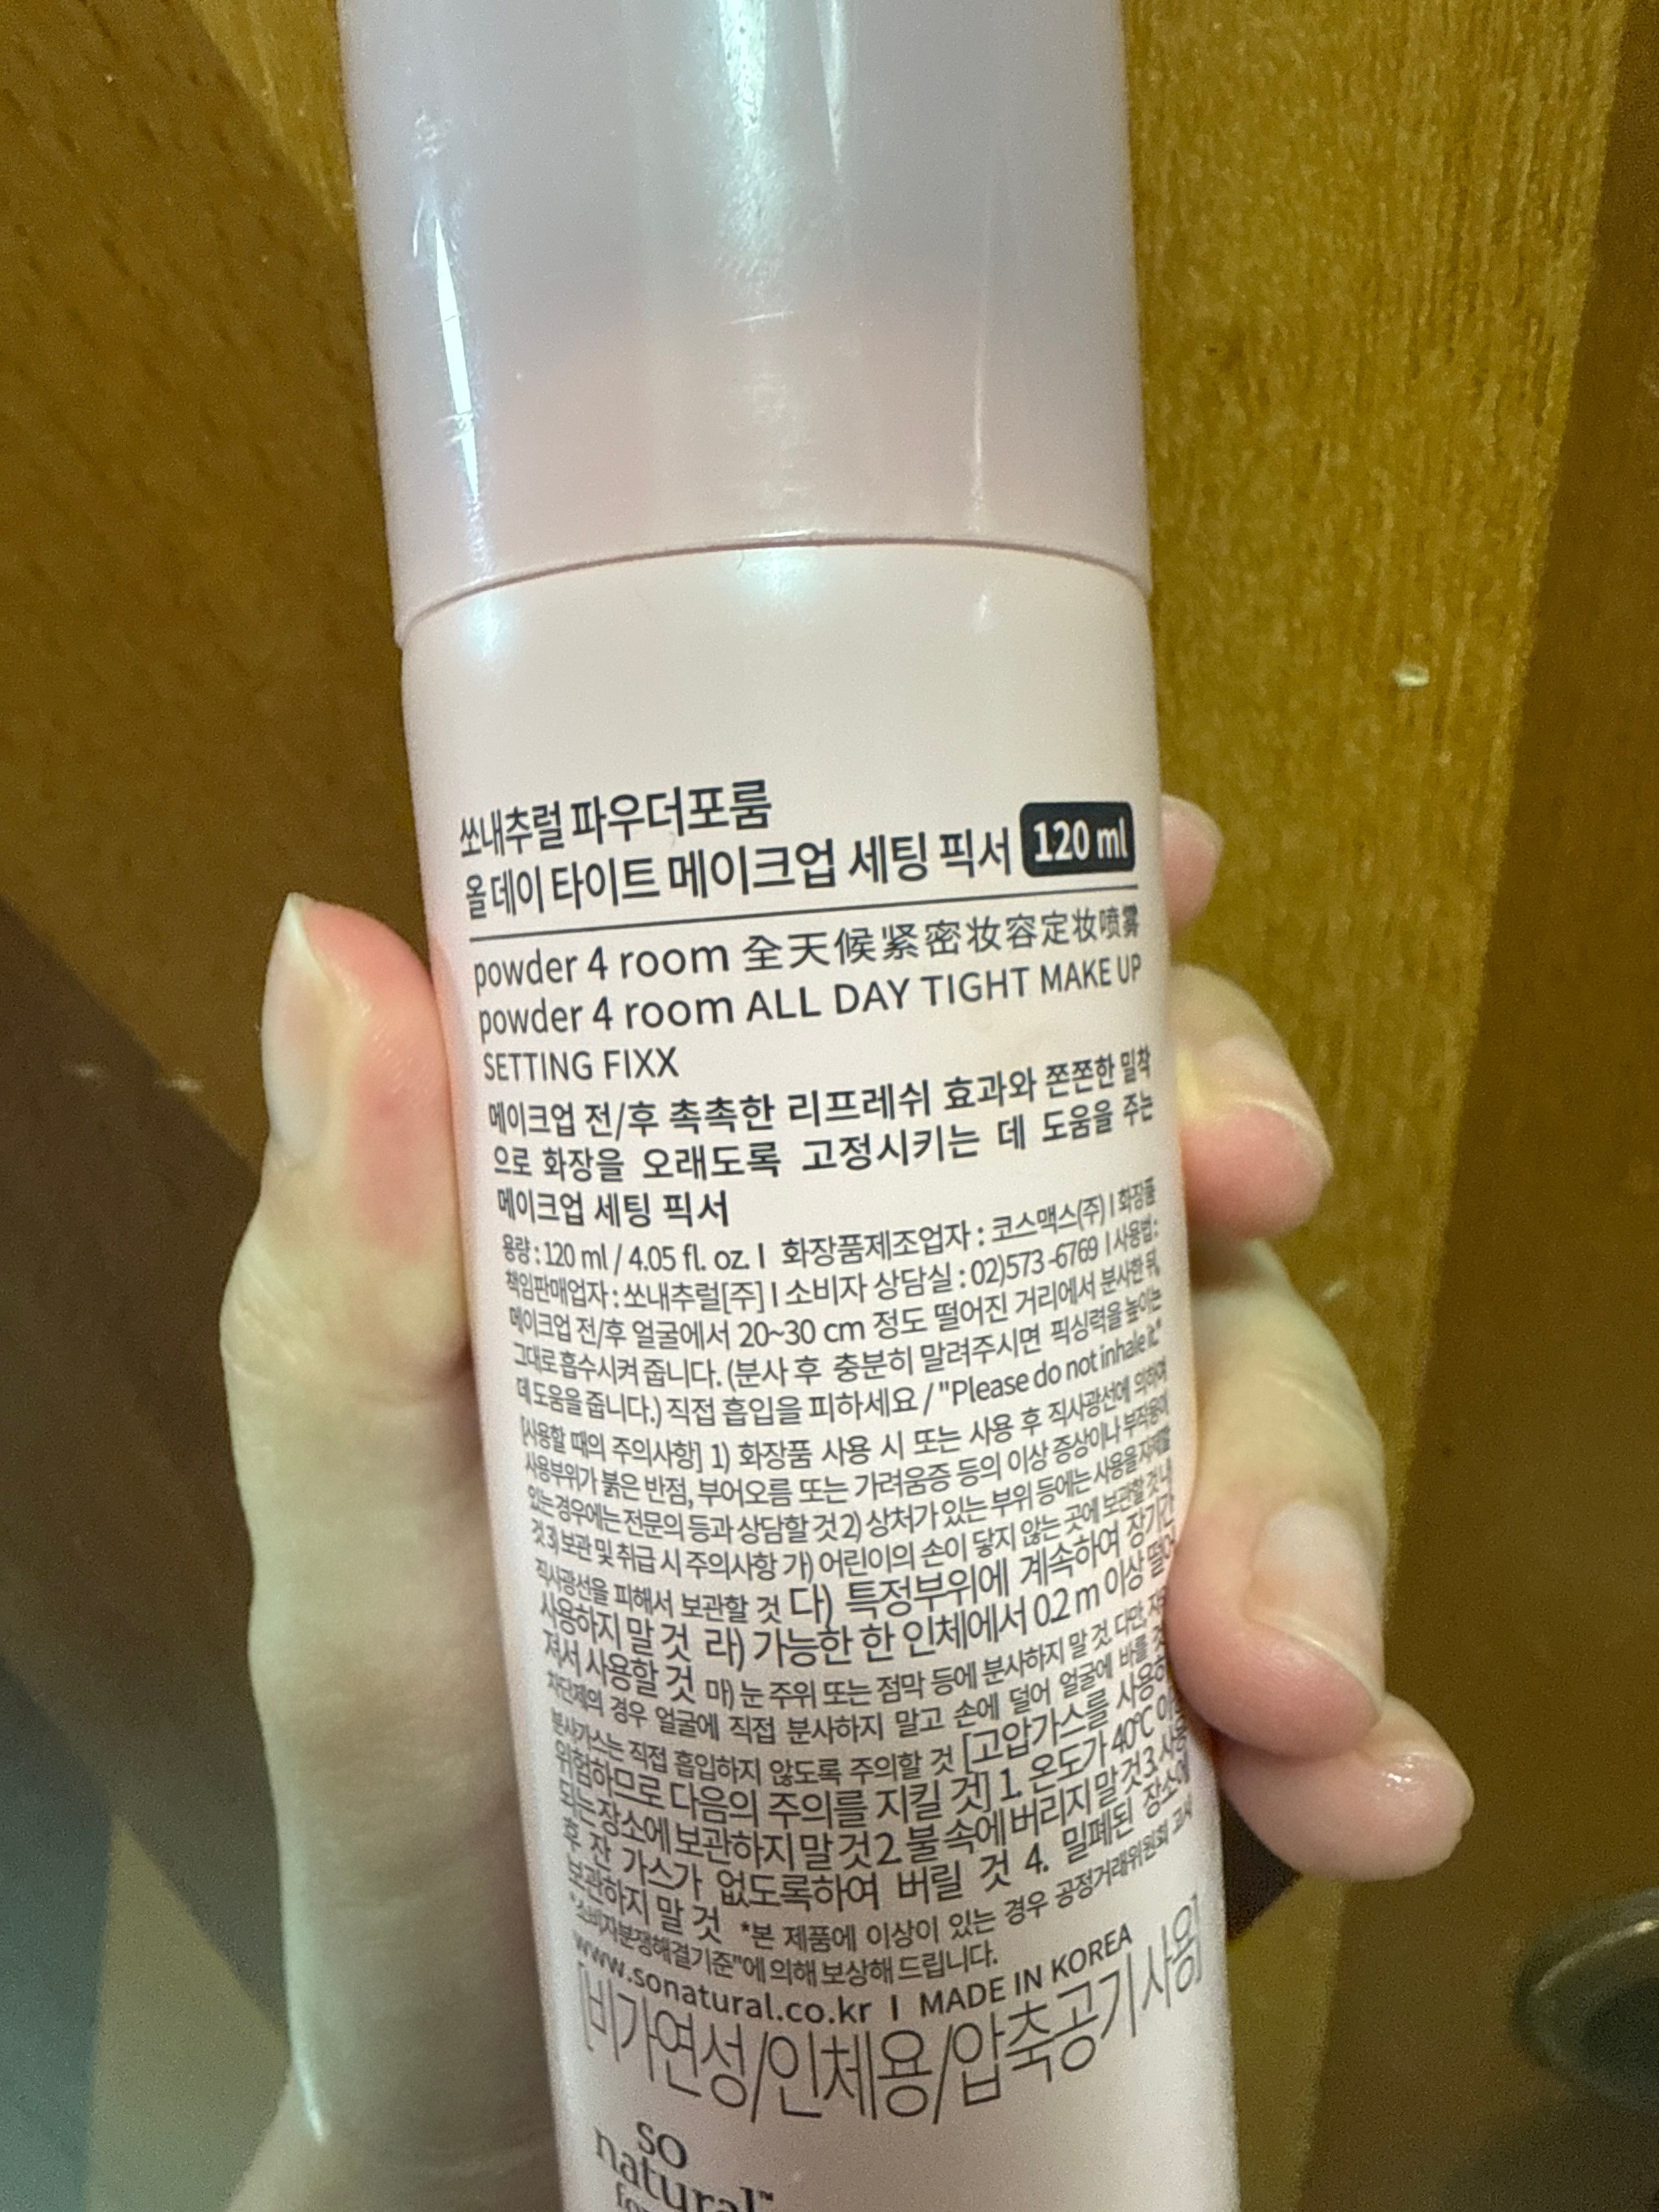 쏘내추럴 파우더포룸
올 데이 타이트 메이크업 세팅 픽서 120 ml
powder 4 room 全天候紧密妆容定妆喷雾
powder 4 room ALL DAY TIGHT MAKE UP
SETTING FIXX
메이크업 전/후 촉촉한 리프레쉬 효과와 쫀쫀한 밀착
으로 화장을 오래도록 고정시키는 데 도움을 주는
메이크업 세팅 픽서
용량 : 120 ml / 4.05 fl. oz. I 화장품제조업자 : 코스맥스(주) I 화장품
책임판매업자 : 쏘내추럴[주] I 소비자 상담실 : 02)573-6769 I 사용법 :
메이크업 전/후 얼굴에서 20~30 cm 정도 떨어진 거리에서 분사한 뒤,
그대로 흡수시켜 줍니다. (분사 후 충분히 말려주시면 픽싱력을 높이는
데 도움을 줍니다.) 직접 흡입을 피하세요 / "Please do not inhale it."
[사용할 때의 주의사항] 1) 화장품 사용 시 또는 사용 후 직사광선에 의하여
사용부위가 붉은 반점, 부어오름 또는 가려움증 등의 이상 증상이나 부작용이
있는 경우에는 전문의 등과 상담할 것 2) 상처가 있는 부위 등에는 사용을 자제할
것 3) 보관 및 취급 시 주의사항 가) 어린이의 손이 닿지 않는 곳에 보관할 것 나)
직사광선을 피해서 보관할 것 다) 특정부위에 계속하여 장기간
사용하지 말 것 라) 가능한 한 인체에서 0.2 m 이상 떨어
져서 사용할 것 마) 눈 주위 또는 점막 등에 분사하지 말 것. 다만, 자외
차단제의 경우 얼굴에 직접 분사하지 말고 손에 덜어 얼굴에 바를 것
분사가스는 직접 흡입하지 않도록 주의할 것 [고압가스를 사용하
위험하므로 다음의 주의를 지킬 것] 1. 온도가 40℃ 이상
되는 장소에 보관하지 말 것 2. 불 속에 버리지 말 것 3. 사용
후 잔 가스가 없도록하여 버릴 것 4. 밀폐된 장소에
보관하지 말 것 *본 제품에 이상이 있는 경우 공정거래위원회 고시
"소비자분쟁해결기준"에 의해 보상해 드립니다.
www.sonatural.co.kr I MADE IN KOREA
[비가연성/인체용/압축공기사용]
so
natural™